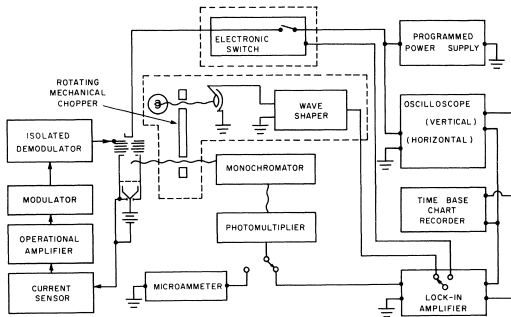 ELECTRONIC
SWITCH
PROGRAMMED
POWER SUPPLY
ROTATING
MECHANICAL
CHOPPER
WAVE
SHAPER
OSCILLOSCOPE
(VERTICAL)
(HORIZONTAL)
ISOLATED
DEMODULATOR
MONOCHROMATOR
MODULATOR
TIME BASE
CHART
RECORDER
PHOTOMULTIPLIER
OPERATIONAL
AMPLIFIER
CURRENT
SENSOR
MICROAMMETER
LOCK-IN
AMPLIFIER